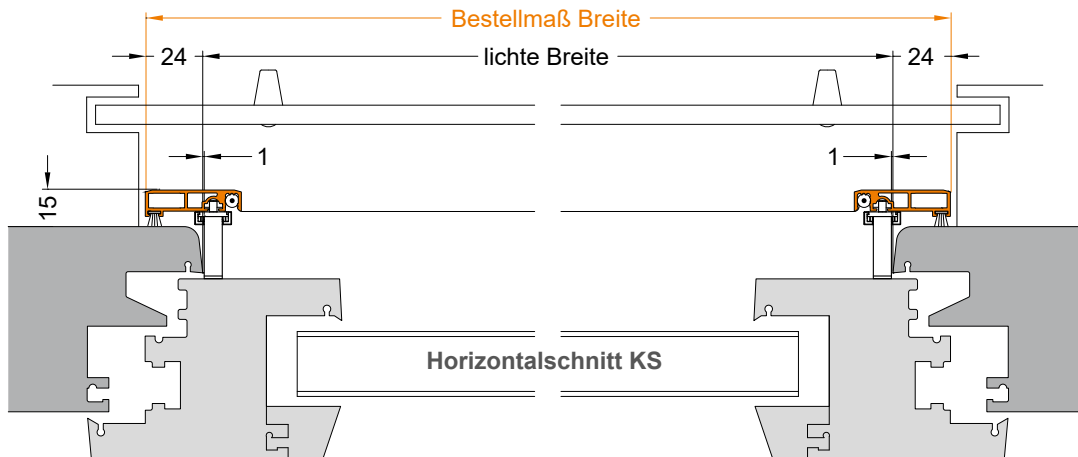 Bestellmaß Breite
24 lichte Breite 24
1 1
15
Horizontalschnitt KS